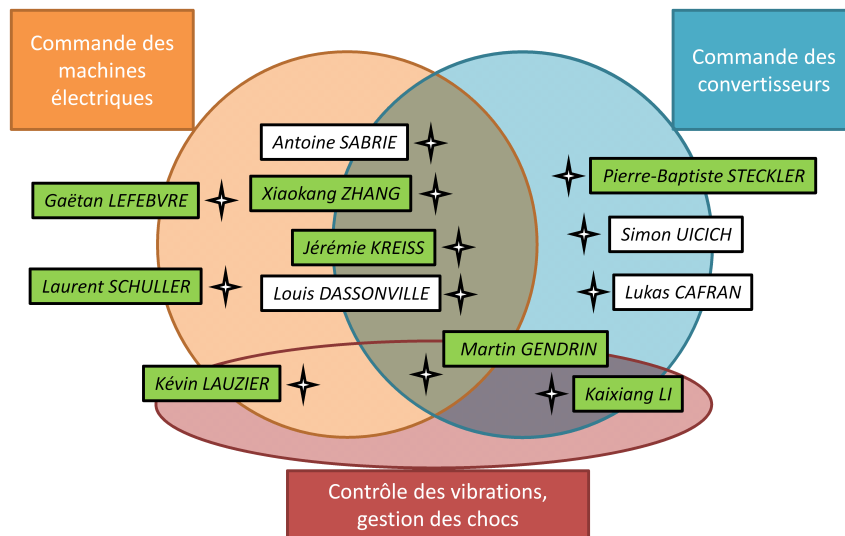 Commande des
machines
électriques
Commande des
convertisseurs
Antoine SABRIE
Pierre-Baptiste STECKLER
Gaëtan LEFEBVRE
Xiaokang ZHANG
Simon UICICH
Jérémie KREISS
Laurent SCHULLER
Louis DASSONVILLE
Lukas CAFRAN
Martin GENDRIN
Kévin LAUZIER
Kaixiang LI
Contrôle des vibrations,
gestion des chocs